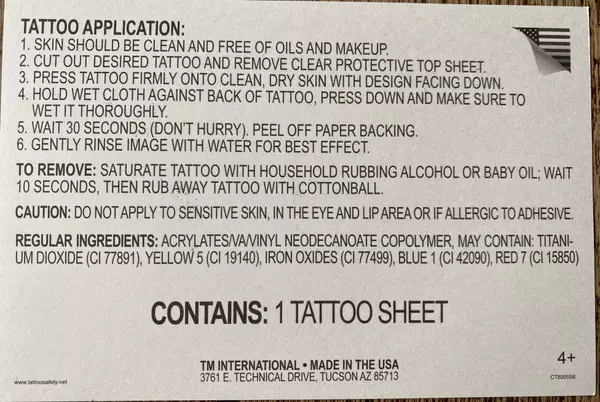 TATTOO APPLICATION:
1. SKIN SHOULD BE CLEAN AND FREE OF OILS AND MAKEUP.
2. CUT OUT DESIRED TATTOO AND REMOVE CLEAR PROTECTIVE TOP SHEET.
3. PRESS TATTOO FIRMLY ONTO CLEAN, DRY SKIN WITH DESIGN FACING DOWN.
4. HOLD WET CLOTH AGAINST BACK OF TATTOO, PRESS DOWN AND MAKE SURE TO
WET IT THOROUGHLY.
5. WAIT 30 SECONDS (DON'T HURRY). PEEL OFF PAPER BACKING.
6. GENTLY RINSE IMAGE WITH WATER FOR BEST EFFECT.
TO REMOVE: SATURATE TATTOO WITH HOUSEHOLD RUBBING ALCOHOL OR BABY OIL; WAIT
10 SECONDS, THEN RUB AWAY TATTOO WITH COTTONBALL.
CAUTION: DO NOT APPLY TO SENSITIVE SKIN, IN THE EYE AND LIP AREA OR IF ALLERGIC TO ADHESIVE.
REGULAR INGREDIENTS: ACRYLATES/VA/VINYL NEODECANOATE COPOLYMER, MAY CONTAIN: TITANI-
UM DIOXIDE (CI 77891), YELLOW 5 (CI 19140), IRON OXIDES (CI 77499), BLUE 1 (CI 42090), RED 7 (CI 15850)
CONTAINS: 1 TATTOO SHEET
TM INTERNATIONAL • MADE IN THE USA
3761 E. TECHNICAL DRIVE, TUCSON AZ 85713
4+
www.tattoosafety.net